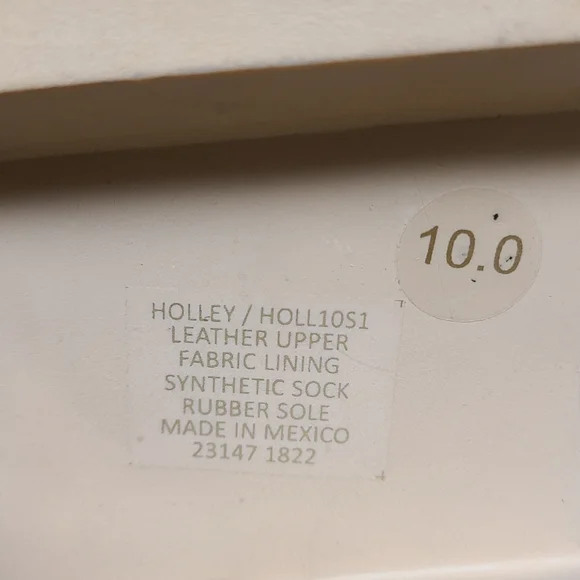 10.0
HOLLEY / HOLL10S1
LEATHER UPPER
FABRIC LINING
SYNTHETIC SOCK
RUBBER SOLE
MADE IN MEXICO
23147 1822